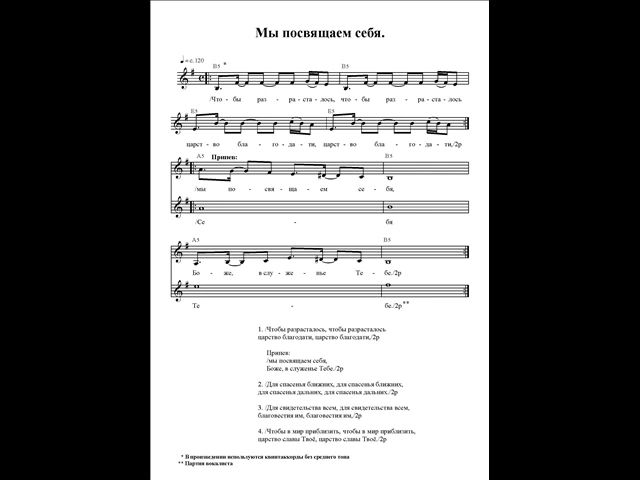 Мы посвящаем себя.
♩ = c. 120
B5 * B5
/Что - бы раз - ра - ста - лось, что - бы раз - ра - ста - лось
E5 B5
царство бла - го - да - ти, царство бла - го - да - ти,/2р
A5 Припев: B5
/мы по - свя - ща - ем се - бя,
/Се - бя
A5 B5
Бо - же, в слу - же - нье Те - бе./2р
Те - бе./2р**
1. /Чтобы разрасталось, чтобы разрасталось
царство благодати, царство благодати,/2р
Припев:
/мы посвящаем себя,
Боже, в служенье Тебе./2р
2. /Для спасенья ближних, для спасенья ближних,
для спасенья дальних, для спасенья дальних./2р
3. /Для свидетельства всем, для свидетельства всем,
благовестия им, благовестия им,/2р
4. /Чтобы в мир приблизить, чтобы в мир приблизить,
царство славы Твоё, царство славы Твоё./2р
* В произведении используются квинтаккорды без среднего тона
** Партия вокалиста